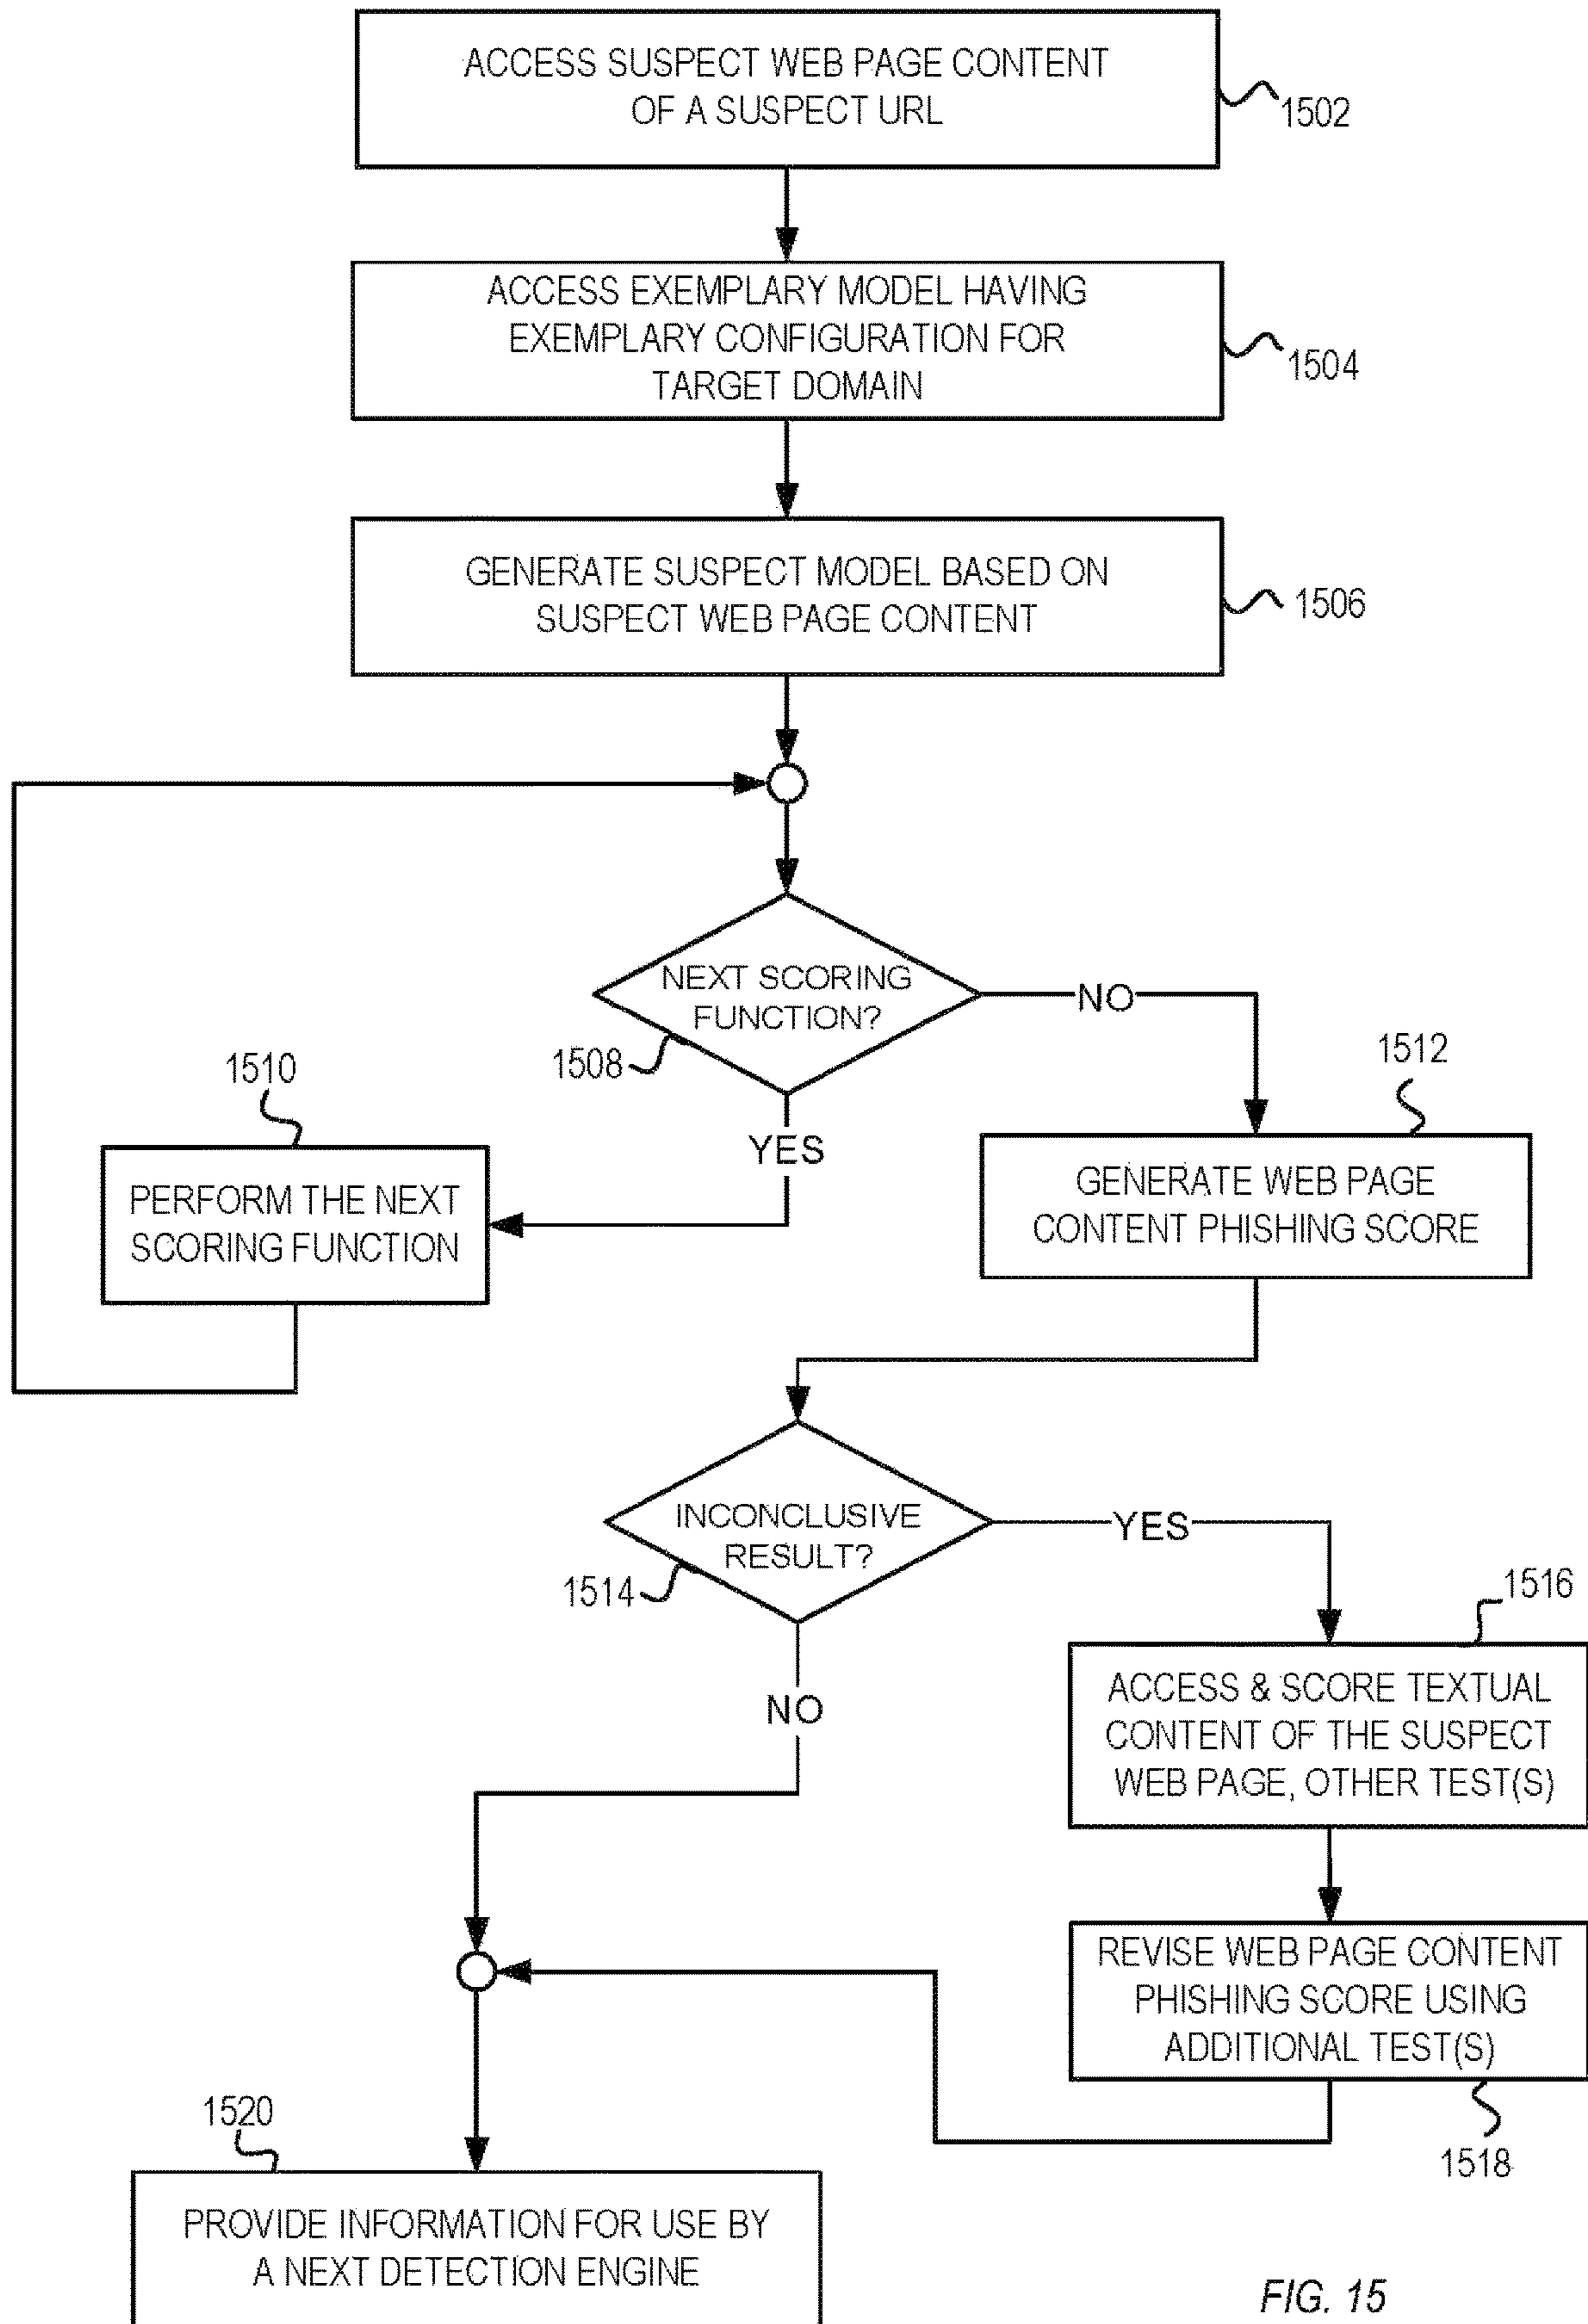 ACCESS SUSPECT WEB PAGE CONTENT
OF A SUSPECT URL
1502
ACCESS EXEMPLARY MODEL HAVING
EXEMPLARY CONFIGURATION FOR
TARGET DOMAIN
1504
GENERATE SUSPECT MODEL BASED ON
SUSPECT WEB PAGE CONTENT
1506
NEXT SCORING
FUNCTION?
1508
NO
YES
1510
PERFORM THE NEXT
SCORING FUNCTION
1512
GENERATE WEB PAGE
CONTENT PHISHING SCORE
INCONCLUSIVE
RESULT?
1514
YES
NO
1516
ACCESS & SCORE TEXTUAL
CONTENT OF THE SUSPECT
WEB PAGE, OTHER TEST(S)
REVISE WEB PAGE CONTENT
PHISHING SCORE USING
ADDITIONAL TEST(S)
1518
1520
PROVIDE INFORMATION FOR USE BY
A NEXT DETECTION ENGINE
FIG. 15